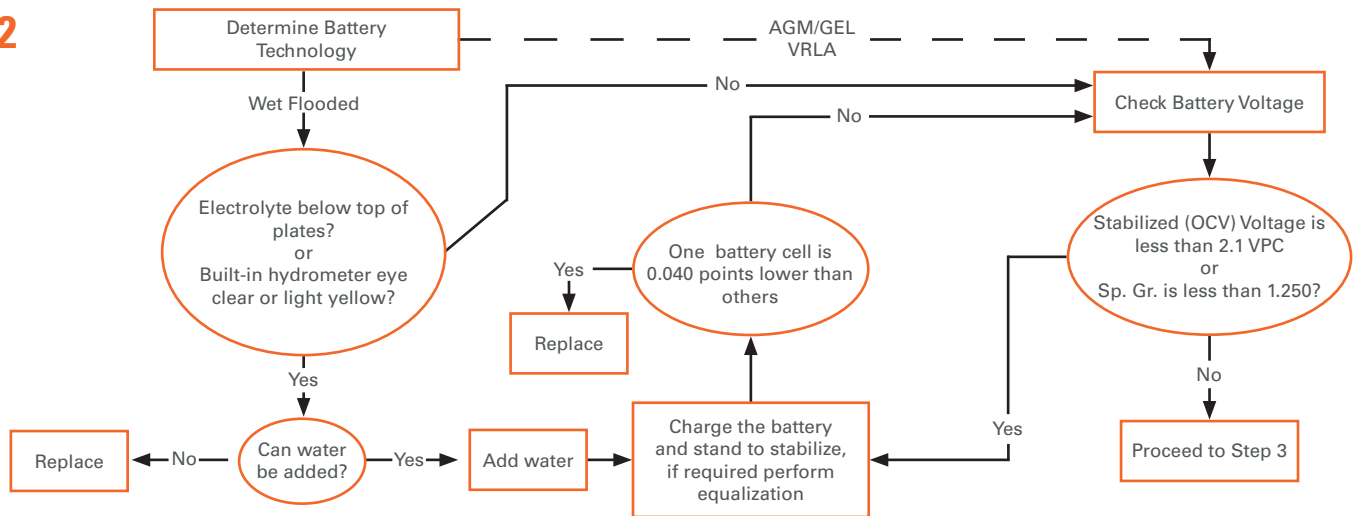 2
Determine Battery
Technology
AGM/GEL
VRLA
Wet Flooded
No
Check Battery Voltage
No
Electrolyte below top of
plates?
or
Built-in hydrometer eye
clear or light yellow?
One battery cell is
0.040 points lower than
others
Stabilized (OCV) Voltage is
less than 2.1 VPC
or
Sp. Gr. is less than 1.250?
Yes
Replace
Yes
No
Yes
Replace
No
Can water
be added?
Yes
Add water
Charge the battery
and stand to stabilize,
if required perform
equalization
Proceed to Step 3